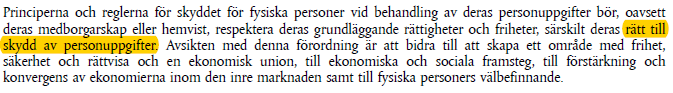 Principerna och reglerna för skyddet för fysiska personer vid behandling av deras personuppgifter bör, oavsett
deras medborgarskap eller hemvist, respektera deras grundläggande rättigheter och friheter, särskilt deras rätt till
skydd av personuppgifter. Avsikten med denna förordning är att bidra till att skapa ett område med frihet,
säkerhet och rättvisa och en ekonomisk union, till ekonomiska och sociala framsteg, till förstärkning och
konvergens av ekonomierna inom den inre marknaden samt till fysiska personers välbefinnande.